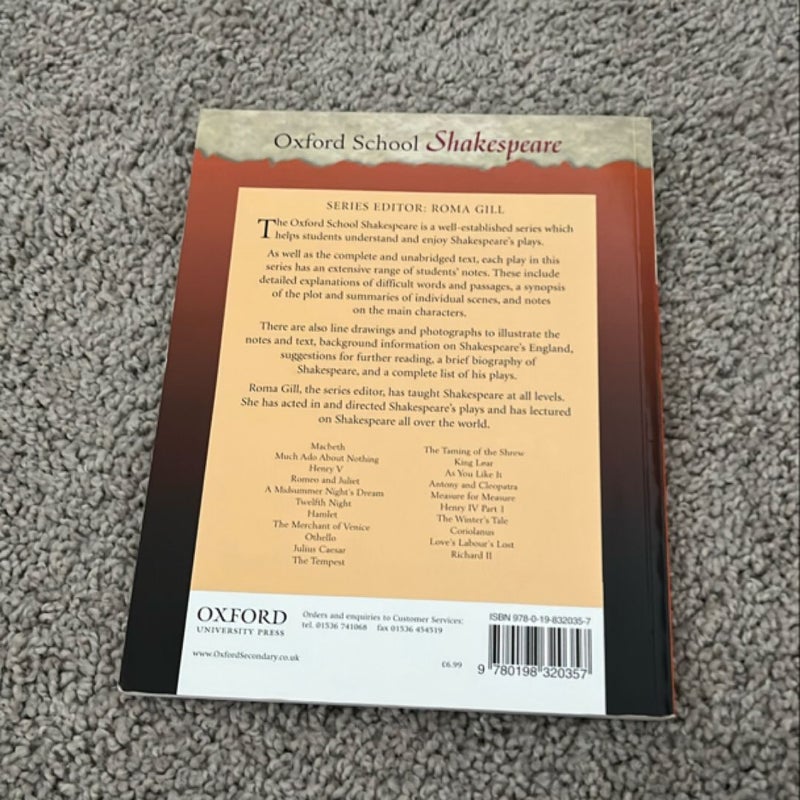 Oxford School Shakespeare
SERIES EDITOR: ROMA GILL
The Oxford School Shakespeare is a well-established series which
helps students understand and enjoy Shakespeare's plays.
As well as the complete and unabridged text, each play in this
series has an extensive range of students' notes. These include
detailed explanations of difficult words and passages, a synopsis
of the plot and summaries of individual scenes, and notes
on the main characters.
There are also line drawings and photographs to illustrate the
notes and text, background information on Shakespeare's England,
suggestions for further reading, a brief biography of
Shakespeare, and a complete list of his plays.
Roma Gill, the series editor, has taught Shakespeare at all levels.
She has acted in and directed Shakespeare's plays and has lectured
on Shakespeare all over the world.
Macbeth
Much Ado About Nothing
Henry V
Romeo and Juliet
A Midsummer Night's Dream
Twelfth Night
Hamlet
The Merchant of Venice
Othello
Julius Caesar
The Tempest
The Taming of the Shrew
King Lear
As You Like It
Antony and Cleopatra
Measure for Measure
Henry IV Part 1
The Winter's Tale
Coriolanus
Love's Labour's Lost
Richard II
OXFORD
UNIVERSITY PRESS
www.OxfordSecondary.co.uk
Orders and enquiries to Customer Services:
tel. 01536 741068 fax 01536 454519
£6.99
ISBN 978-0-19-832035-7
9 780198 320357